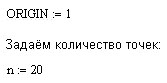 ORIGIN := 1
Задаём количество точек:
n := 20